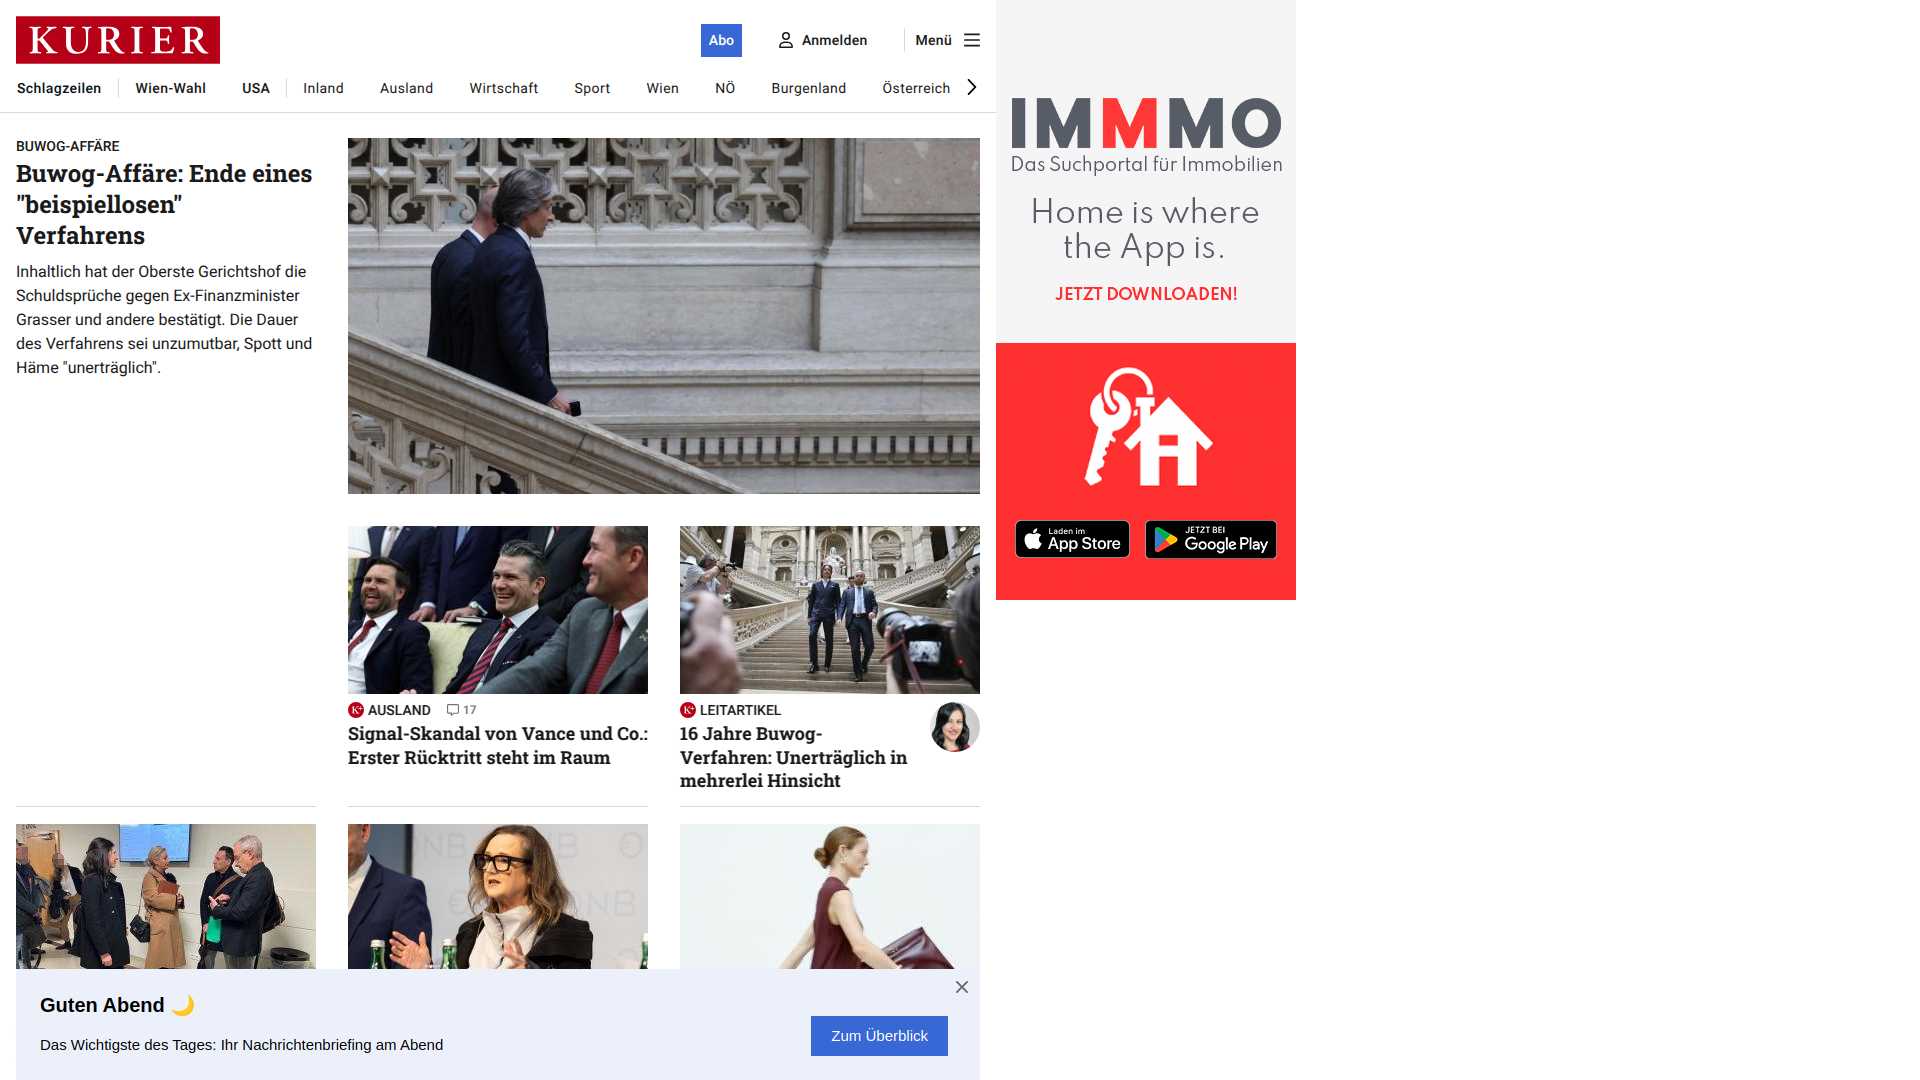 KURIER
Abo
Anmelden
Menü
Schlagzeilen
Wien-Wahl
USA
Inland
Ausland
Wirtschaft
Sport
Wien
NÖ
Burgenland
Österreich
BUWOG-AFFÄRE
Buwog-Affäre: Ende eines
"beispiellosen"
Verfahrens
Inhaltlich hat der Oberste Gerichtshof die
Schuldsprüche gegen Ex-Finanzminister
Grasser und andere bestätigt. Die Dauer
des Verfahrens sei unzumutbar, Spott und
Häme "unerträglich".
K+ AUSLAND 17
Signal-Skandal von Vance und Co.:
Erster Rücktritt steht im Raum
K+ LEITARTIKEL
16 Jahre Buwog-
Verfahren: Unerträglich in
mehrerlei Hinsicht
Guten Abend 🌙
Das Wichtigste des Tages: Ihr Nachrichtenbriefing am Abend
Zum Überblick
IMMMO
Das Suchportal für Immobilien
Home is where
the App is.
JETZT DOWNLOADEN!
Laden im
App Store
JETZT BEI
Google Play